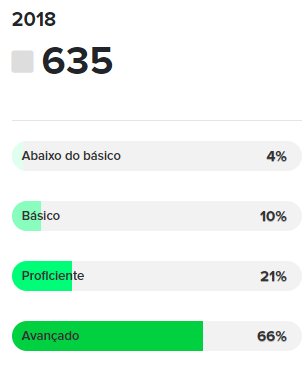 2018
635
Abaixo do básico 4%
Básico 10%
Proficiente 21%
Avançado 66%